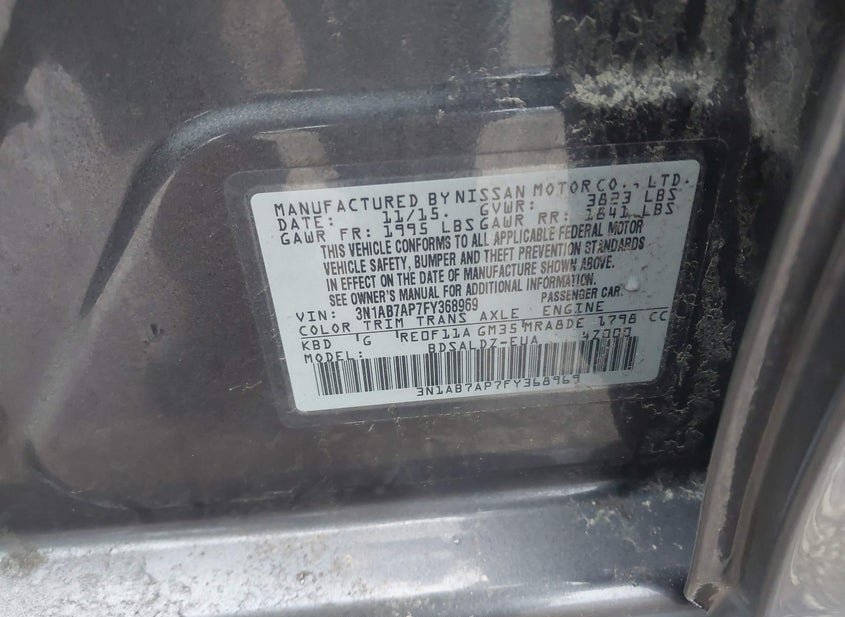 MANUFACTURED BY NISSAN MOTOR CO., LTD.
DATE: 11/15. GVWR: 3823 LBS
GAWR FR: 1995 LBS GAWR RR: 1841 LBS
THIS VEHICLE CONFORMS TO ALL APPLICABLE FEDERAL MOTOR
VEHICLE SAFETY, BUMPER AND THEFT PREVENTION STANDARDS
IN EFFECT ON THE DATE OF MANUFACTURE SHOWN ABOVE.
SEE OWNER'S MANUAL FOR ADDITIONAL INFORMATION.
VIN: 3N1AB7AP7FY368969 PASSENGER CAR
COLOR TRIM TRANS AXLE ENGINE
KBD G RE0F11A GM35 MRA8DE 1798 CC
MODEL: BDSALDZ-EUA
3N1AB7AP7FY368969